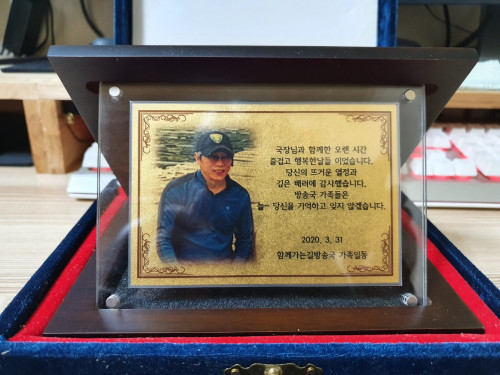 국장님과 함께한 오랜 시간
즐겁고 행복한날들 이었습니다.
당신의 뜨거운 열정과
깊은 배려에 감사했습니다.
방송국 가족들은
늘~ 당신을 기억하고 잊지 않겠습니다.
2020. 3. 31
함께가는길방송국 가족일동